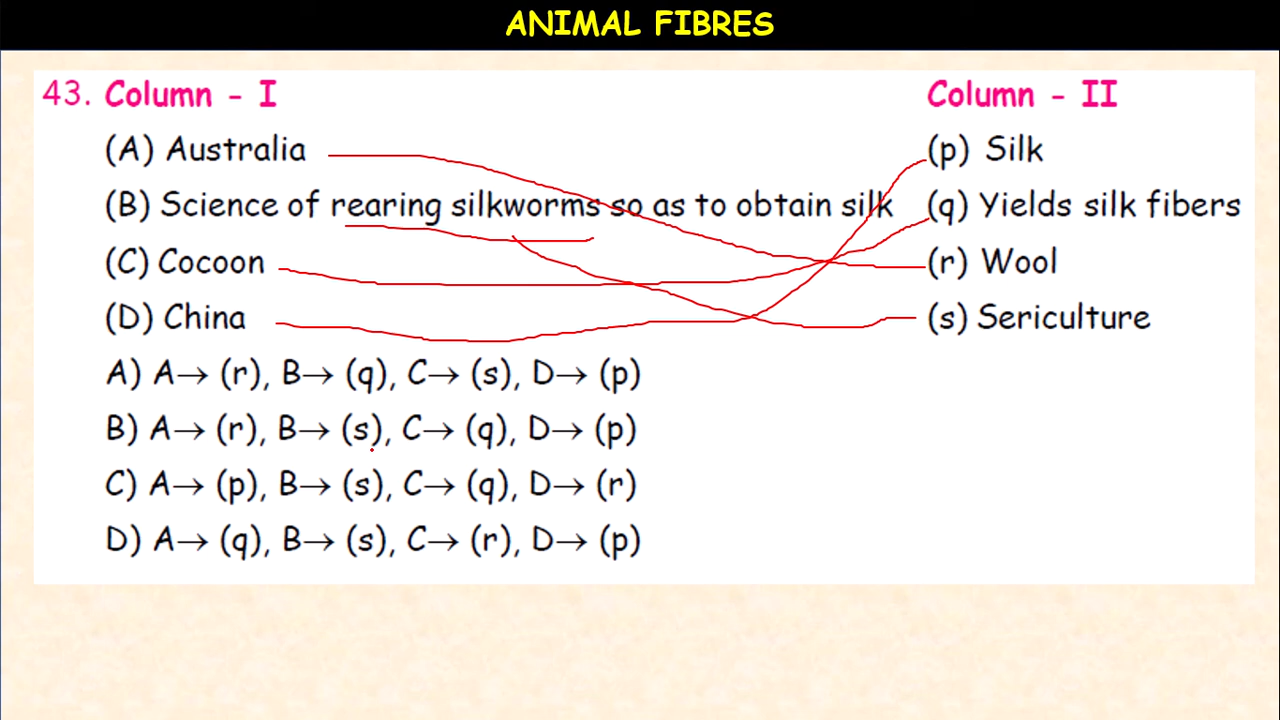 ANIMAL FIBRES
43. Column - I Column - II
(A) Australia (p) Silk
(B) Science of rearing silkworms so as to obtain silk (q) Yields silk fibers
(C) Cocoon (r) Wool
(D) China (s) Sericulture
A) A→ (r), B→ (q), C→ (s), D→ (p)
B) A→ (r), B→ (s), C→ (q), D→ (p)
C) A→ (p), B→ (s), C→ (q), D→ (r)
D) A→ (q), B→ (s), C→ (r), D→ (p)